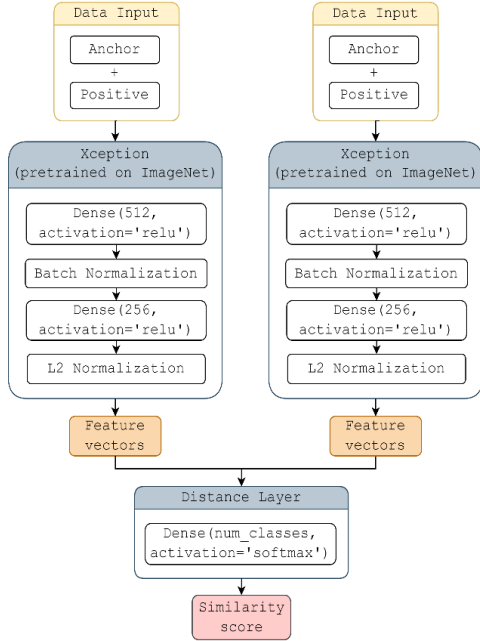 Data Input
Anchor
+
Positive
Xception
(pretrained on ImageNet)
Dense(512,
activation='relu')
Batch Normalization
Dense(256,
activation='relu')
L2 Normalization
Feature
vectors
Data Input
Anchor
+
Positive
Xception
(pretrained on ImageNet)
Dense(512,
activation='relu')
Batch Normalization
Dense(256,
activation='relu')
L2 Normalization
Feature
vectors
Distance Layer
Dense(num_classes,
activation='softmax')
Similarity
score